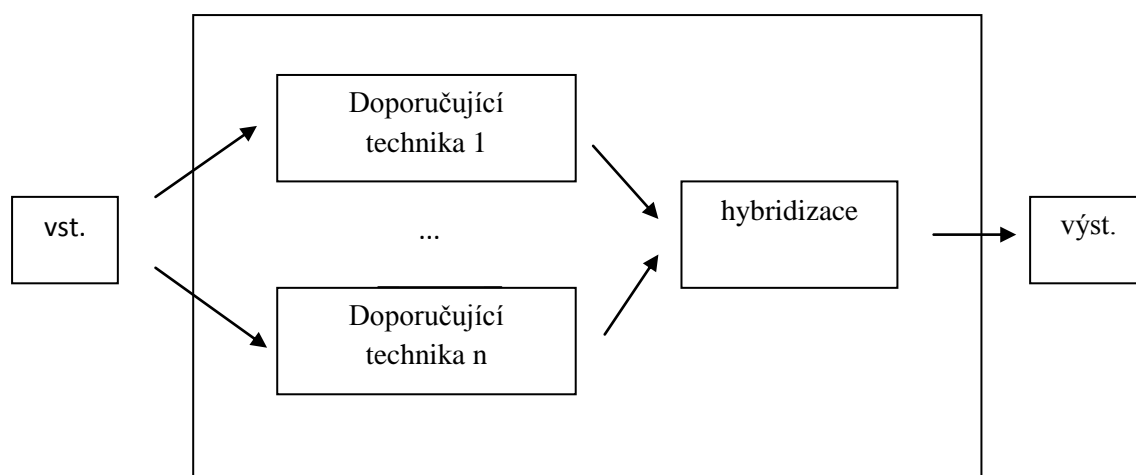 Doporučující
technika 1
vst.
...
hybridizace
výst.
Doporučující
technika n